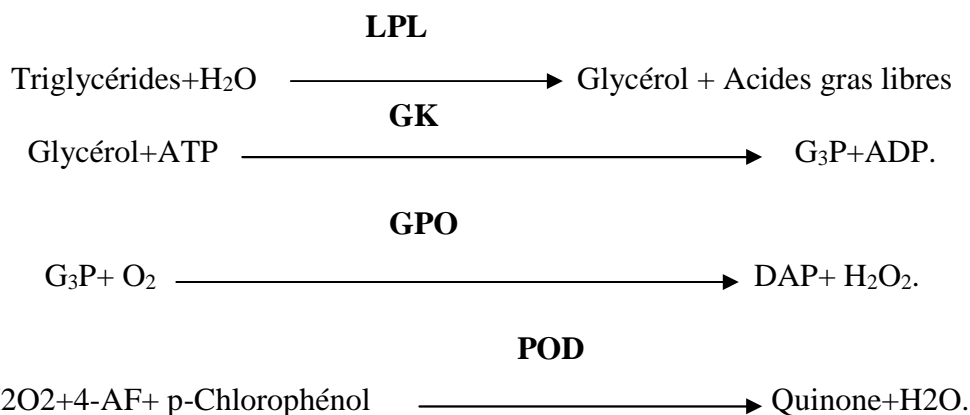 LPL
Triglycérides+H₂O ⟶ Glycérol + Acides gras libres
GK
Glycérol+ATP ⟶ G₃P+ADP.
GPO
G₃P+ O₂ ⟶ DAP+ H₂O₂.
POD
2O2+4-AF+ p-Chlorophénol ⟶ Quinone+H2O.